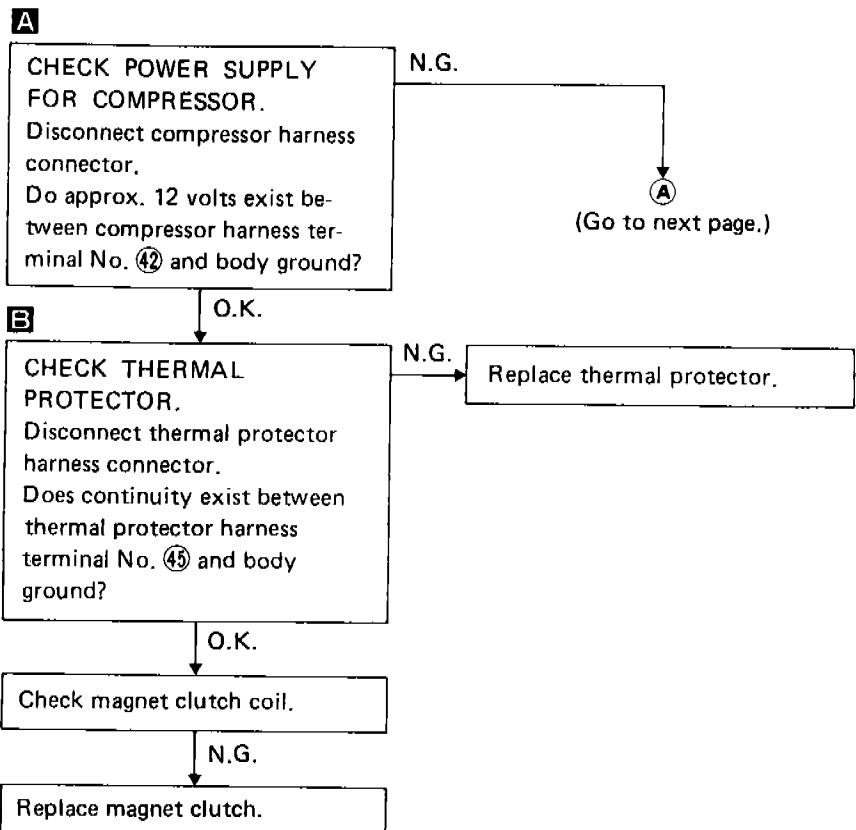 A
CHECK POWER SUPPLY
FOR COMPRESSOR.
Disconnect compressor harness
connector.
Do approx. 12 volts exist be-
tween compressor harness ter-
minal No. 42 and body ground?
N.G.
A
(Go to next page.)
O.K.
B
CHECK THERMAL
PROTECTOR.
Disconnect thermal protector
harness connector.
Does continuity exist between
thermal protector harness
terminal No. 45 and body
ground?
N.G.
Replace thermal protector.
O.K.
Check magnet clutch coil.
N.G.
Replace magnet clutch.